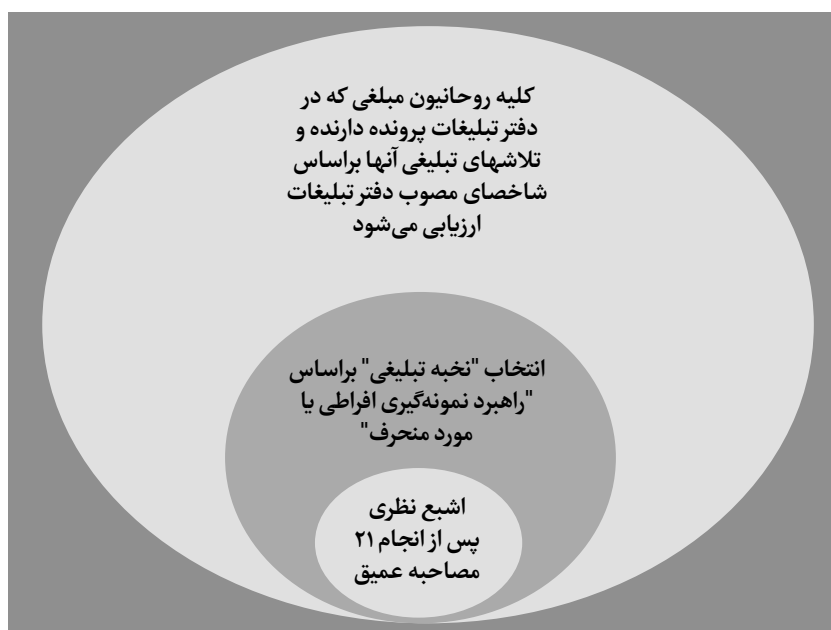 کلیه روحانیون مبلغی که در
دفتر تبلیغات پرونده دارنده و
تلاشهای تبلیغی آنها براساس
شاخصای مصوب دفتر تبلیغات
ارزیابی می‌شود
انتخاب "نخبه تبلیغی" براساس
"راهبرد نمونه‌گیری افراطی یا
مورد منحرف"
اشبع نظری
پس از انجام ۲۱
مصاحبه عمیق